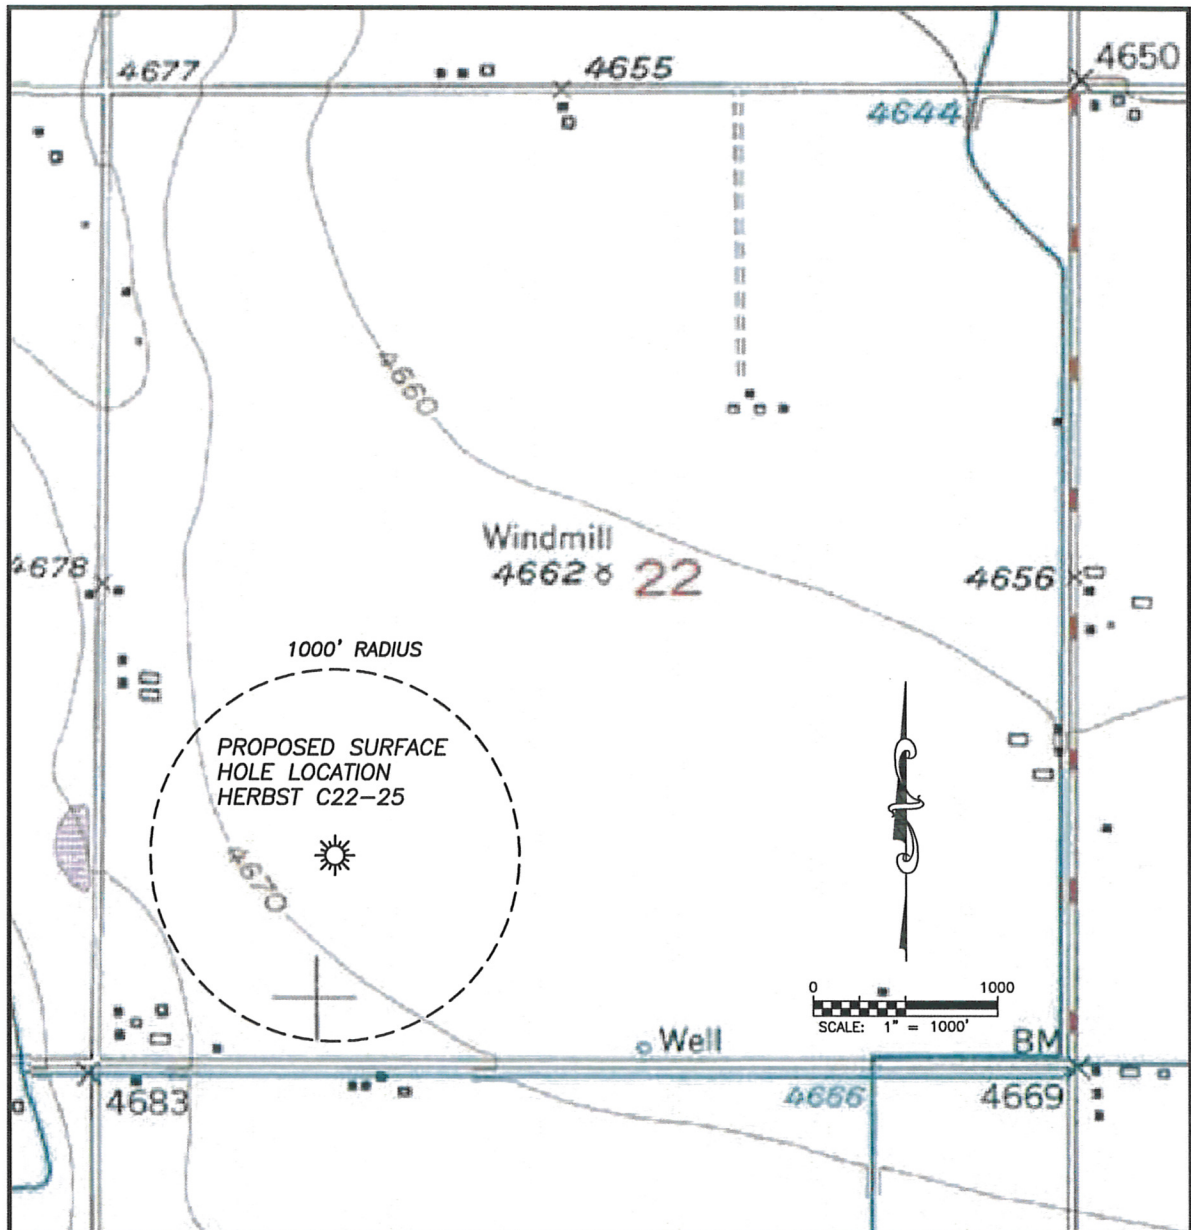 4677
4655
4650
4644
4660
Windmill
4662
22
4678
4656
1000' RADIUS
PROPOSED SURFACE
HOLE LOCATION
HERBST C22-25
4670
0 1000
SCALE: 1" = 1000'
Well
BM
4683
4666
4669